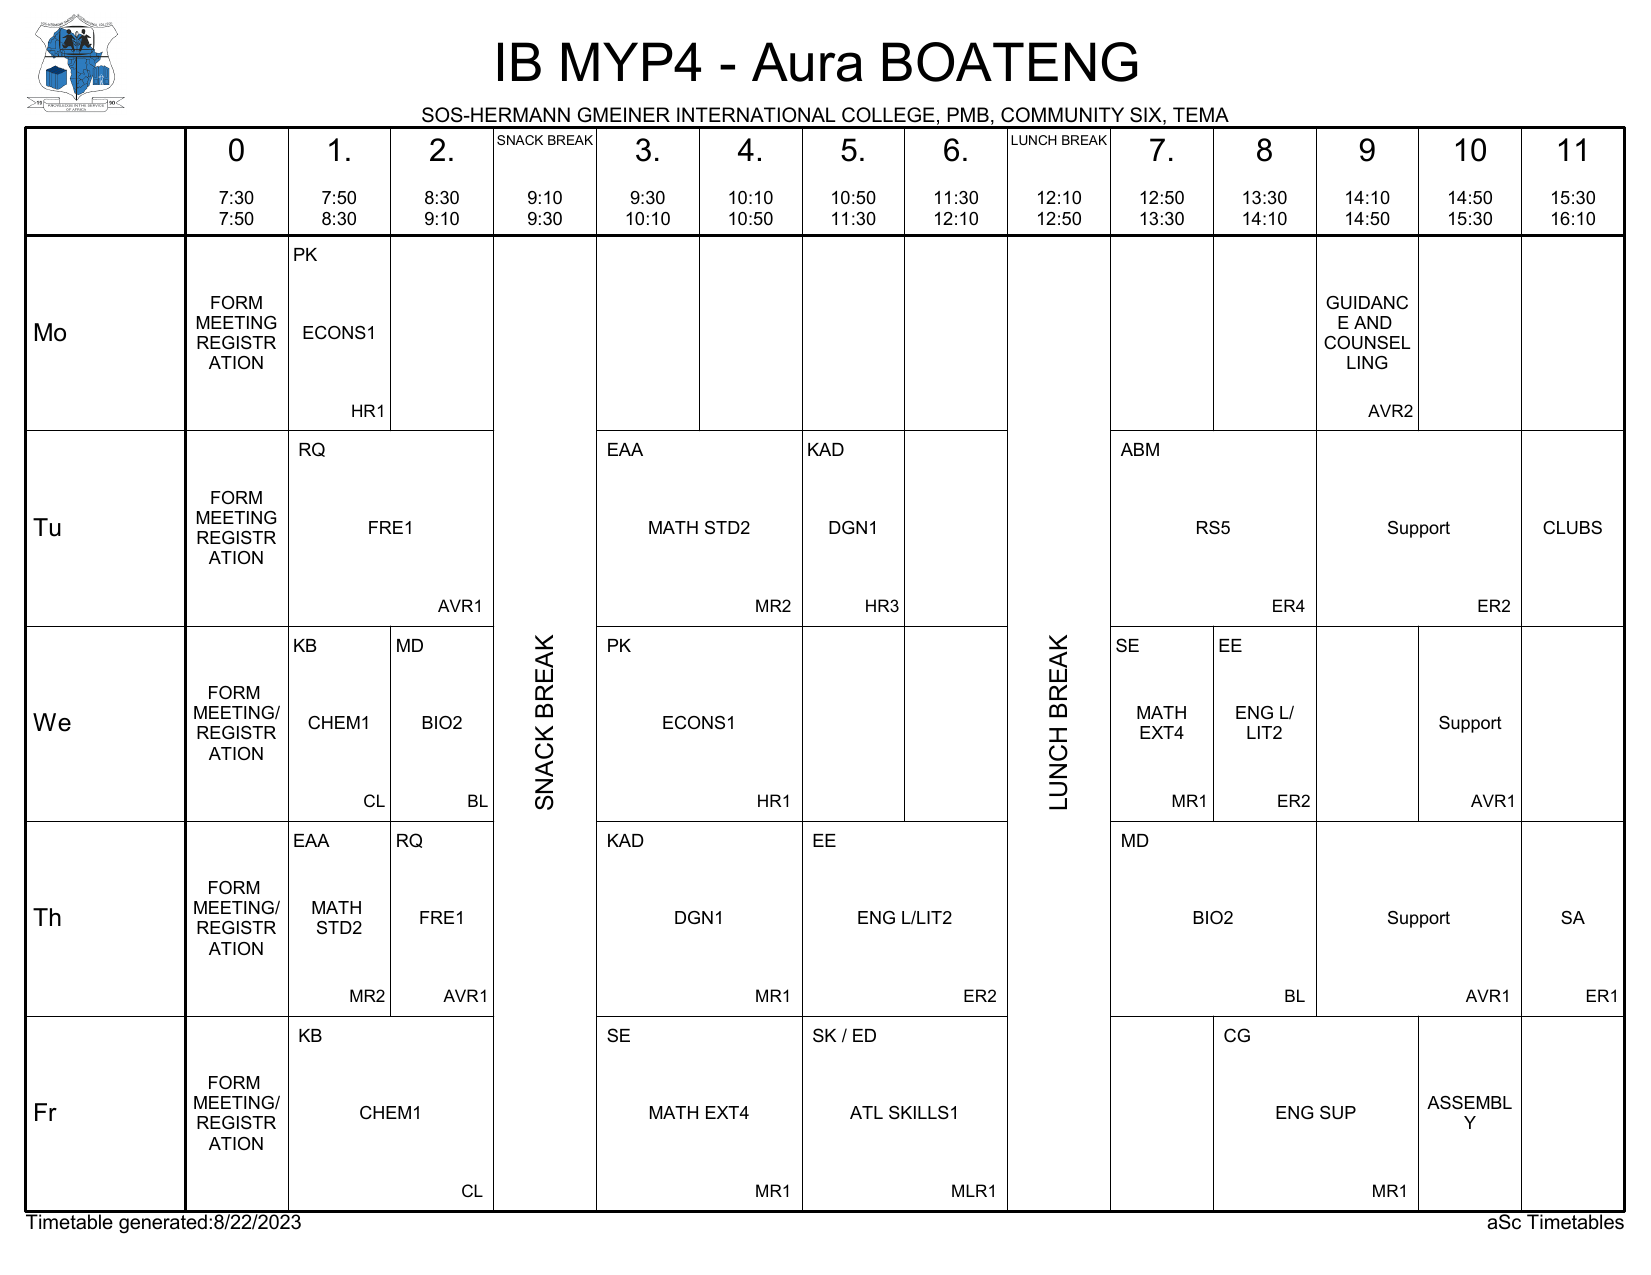 IB MYP4 - Aura BOATENG
SOS-HERMANN GMEINER INTERNATIONAL COLLEGE, PMB, COMMUNITY SIX, TEMA
KNOWLEDGE IN THE SERVICE
OF AFRICA
19 90
0 1. 2. SNACK BREAK 3. 4. 5. 6. LUNCH BREAK 7. 8 9 10 11
7:30 7:50 8:30 9:10 9:30 10:10 10:50 11:30 12:10 12:50 13:30 14:10 14:50 15:30
7:50 8:30 9:10 9:30 10:10 10:50 11:30 12:10 12:50 13:30 14:10 14:50 15:30 16:10
Mo
FORM
MEETING
REGISTR
ATION
PK
ECONS1
HR1
GUIDANC
E AND
COUNSEL
LING
AVR2
Tu
FORM
MEETING
REGISTR
ATION
RQ
FRE1
AVR1
EAA
MATH STD2
MR2
KAD
DGN1
HR3
ABM
RS5
ER4
Support
ER2
CLUBS
SNACK BREAK
LUNCH BREAK
We
FORM
MEETING/
REGISTR
ATION
KB
CHEM1
CL
MD
BIO2
BL
PK
ECONS1
HR1
SE
MATH
EXT4
MR1
EE
ENG L/
LIT2
ER2
Support
AVR1
Th
FORM
MEETING/
REGISTR
ATION
EAA
MATH
STD2
MR2
RQ
FRE1
AVR1
KAD
DGN1
MR1
EE
ENG L/LIT2
ER2
MD
BIO2
BL
Support
AVR1
SA
ER1
Fr
FORM
MEETING/
REGISTR
ATION
KB
CHEM1
CL
SE
MATH EXT4
MR1
SK / ED
ATL SKILLS1
MLR1
CG
ENG SUP
MR1
ASSEMBL
Y
Timetable generated:8/22/2023
aSc Timetables